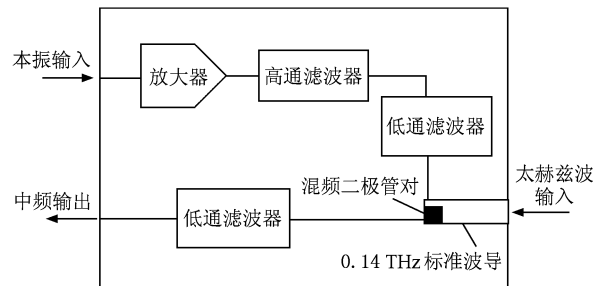 本振输入
放大器
高通滤波器
低通滤波器
混频二极管对
太赫兹波
输入
中频输出
低通滤波器
0.14 THz标准波导